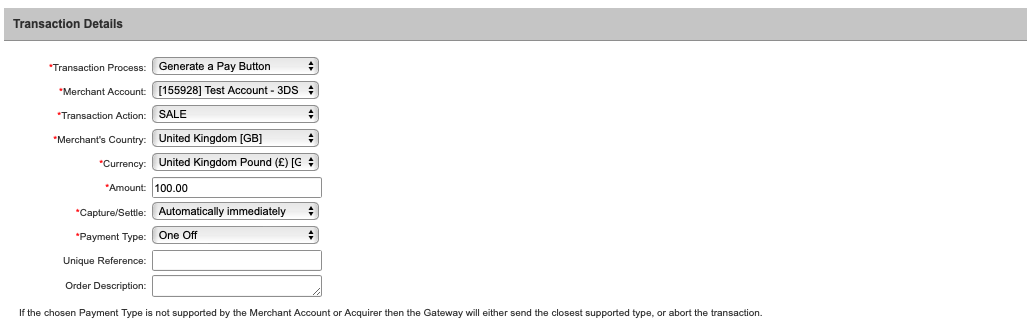 Transaction Details
*Transaction Process: Generate a Pay Button
*Merchant Account: [155928] Test Account - 3DS
*Transaction Action: SALE
*Merchant's Country: United Kingdom [GB]
*Currency: United Kingdom Pound (£) [G
*Amount: 100.00
*Capture/Settle: Automatically immediately
*Payment Type: One Off
Unique Reference:
Order Description:
If the chosen Payment Type is not supported by the Merchant Account or Acquirer then the Gateway will either send the closest supported type, or abort the transaction.